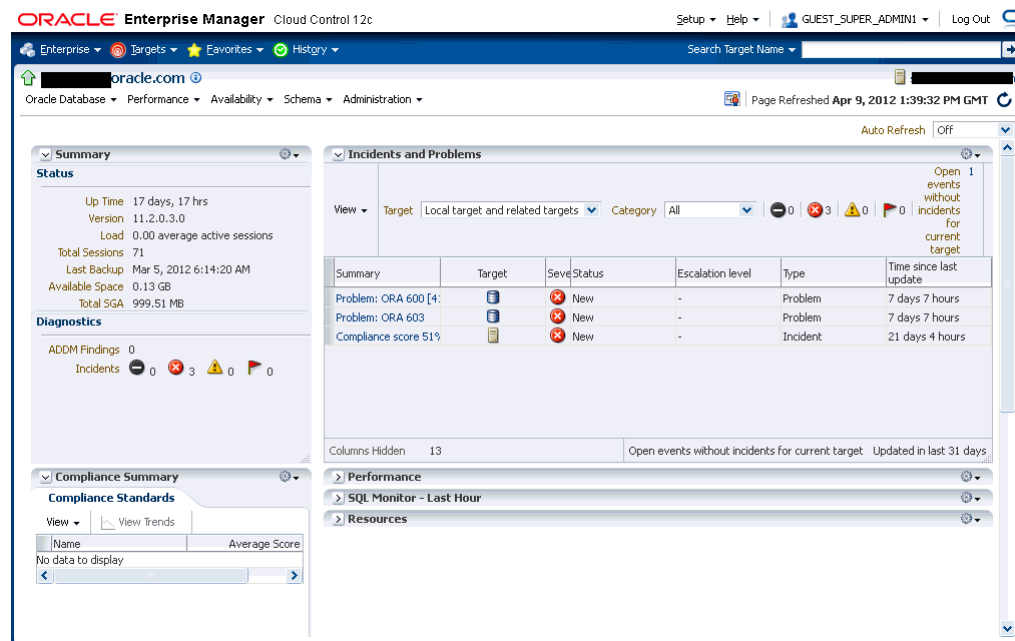 ORACLE Enterprise Manager Cloud Control 12c
Setup Help GUEST_SUPER_ADMIN1 Log Out
Enterprise Targets Favorites History Search Target Name
oracle.com
Oracle Database Performance Availability Schema Administration Page Refreshed Apr 9, 2012 1:39:32 PM GMT
Auto Refresh Off
Summary
Status
Up Time 17 days, 17 hrs
Version 11.2.0.3.0
Load 0.00 average active sessions
Total Sessions 71
Last Backup Mar 5, 2012 6:14:20 AM
Available Space 0.13 GB
Total SGA 999.51 MB
Diagnostics
ADDM Findings 0
Incidents 0 3 0 0
Incidents and Problems
View Target Local target and related targets Category All 0 3 0 0
Open 1
events
without
incidents
for
current
target
Summary Target Seve Status Escalation level Type Time since last
update
Problem: ORA 600 [4: New - Problem 7 days 7 hours
Problem: ORA 603 New - Problem 7 days 7 hours
Compliance score 51% New - Incident 21 days 4 hours
Columns Hidden 13 Open events without incidents for current target Updated in last 31 days
Compliance Summary
Compliance Standards
View View Trends
Name Average Score
No data to display
Performance
SQL Monitor - Last Hour
Resources